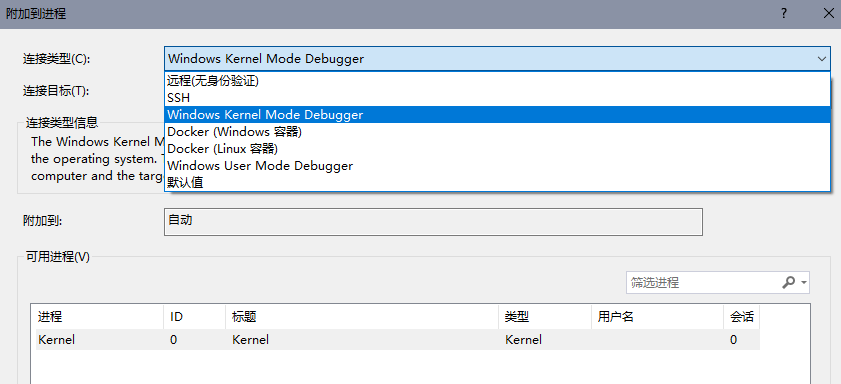 附加到进程
连接类型(C):
Windows Kernel Mode Debugger
远程(无身份验证)
SSH
Windows Kernel Mode Debugger
Docker (Windows 容器)
Docker (Linux 容器)
Windows User Mode Debugger
默认值
连接目标(T):
连接类型信息
The Windows Kernel M
the operating system. T
computer and the targ
附加到:
自动
可用进程(V)
筛选进程
进程 ID 标题 类型 用户名 会话
Kernel 0 Kernel Kernel 0